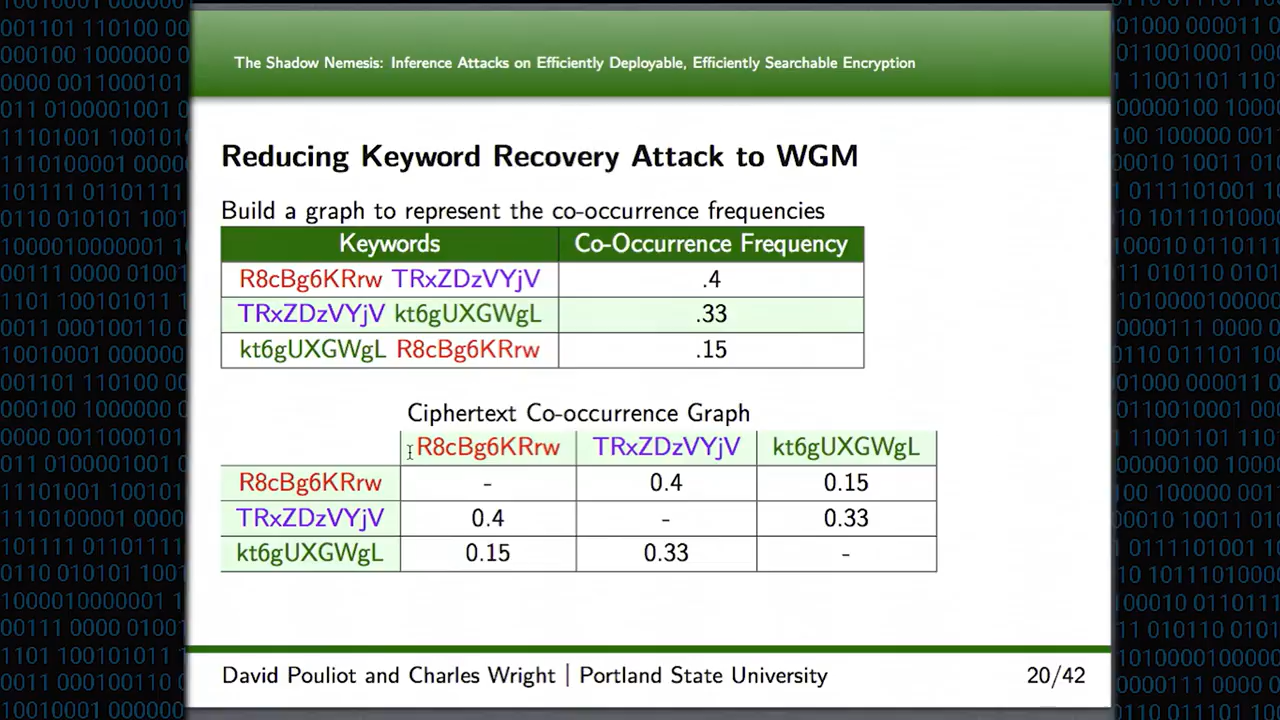 The Shadow Nemesis: Inference Attacks on Efficiently Deployable, Efficiently Searchable Encryption
Reducing Keyword Recovery Attack to WGM
Build a graph to represent the co-occurrence frequencies
Keywords Co-Occurrence Frequency
R8cBg6KRrw TRxZDzVYjV .4
TRxZDzVYjV kt6gUXGWgL .33
kt6gUXGWgL R8cBg6KRrw .15
Ciphertext Co-occurrence Graph
R8cBg6KRrw TRxZDzVYjV kt6gUXGWgL
R8cBg6KRrw - 0.4 0.15
TRxZDzVYjV 0.4 - 0.33
kt6gUXGWgL 0.15 0.33 -
David Pouliot and Charles Wright | Portland State University 20/42